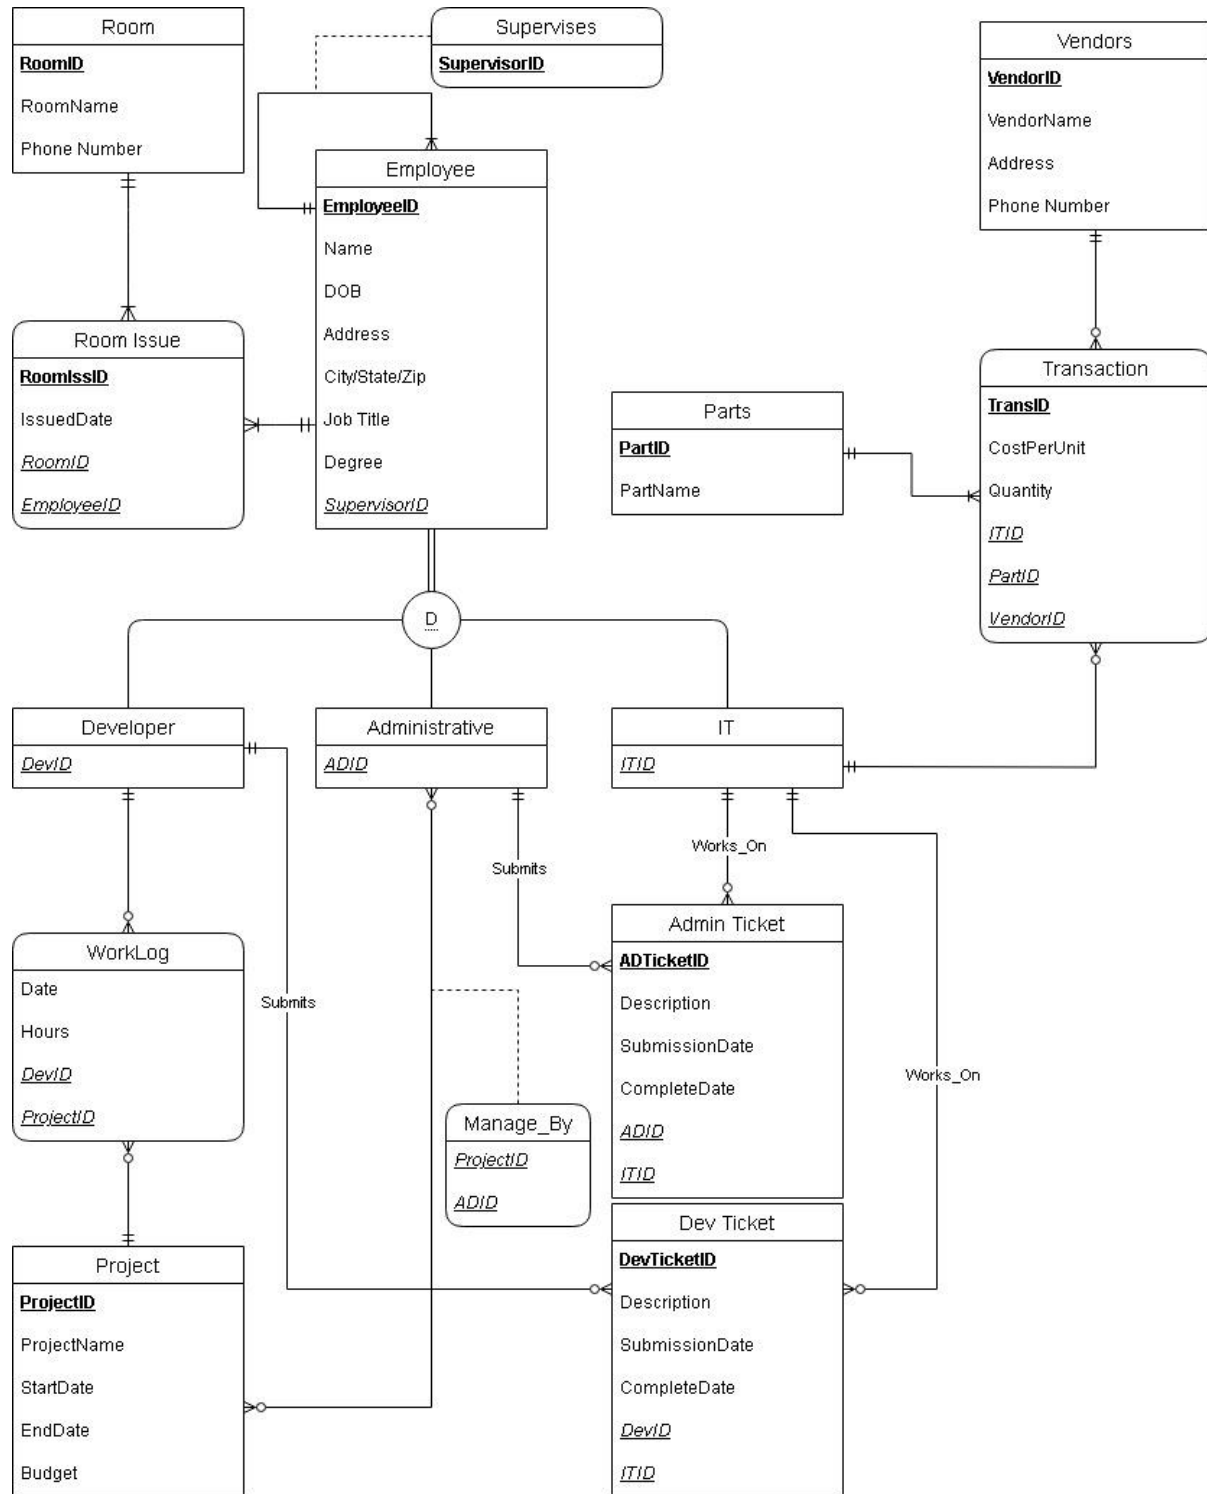 Room
RoomID
RoomName
Phone Number
Supervises
SupervisorID
Vendors
VendorID
VendorName
Address
Phone Number
Employee
EmployeeID
Name
DOB
Address
City/State/Zip
Job Title
Degree
SupervisorID
Room Issue
RoomIssID
IssuedDate
RoomID
EmployeeID
Parts
PartID
PartName
Transaction
TransID
CostPerUnit
Quantity
ITID
PartID
VendorID
D
Developer
DevID
Administrative
ADID
IT
ITID
Works_On
Submits
Submits
Works_On
WorkLog
Date
Hours
DevID
ProjectID
Admin Ticket
ADTicketID
Description
SubmissionDate
CompleteDate
ADID
ITID
Manage_By
ProjectID
ADID
Project
ProjectID
ProjectName
StartDate
EndDate
Budget
Dev Ticket
DevTicketID
Description
SubmissionDate
CompleteDate
DevID
ITID